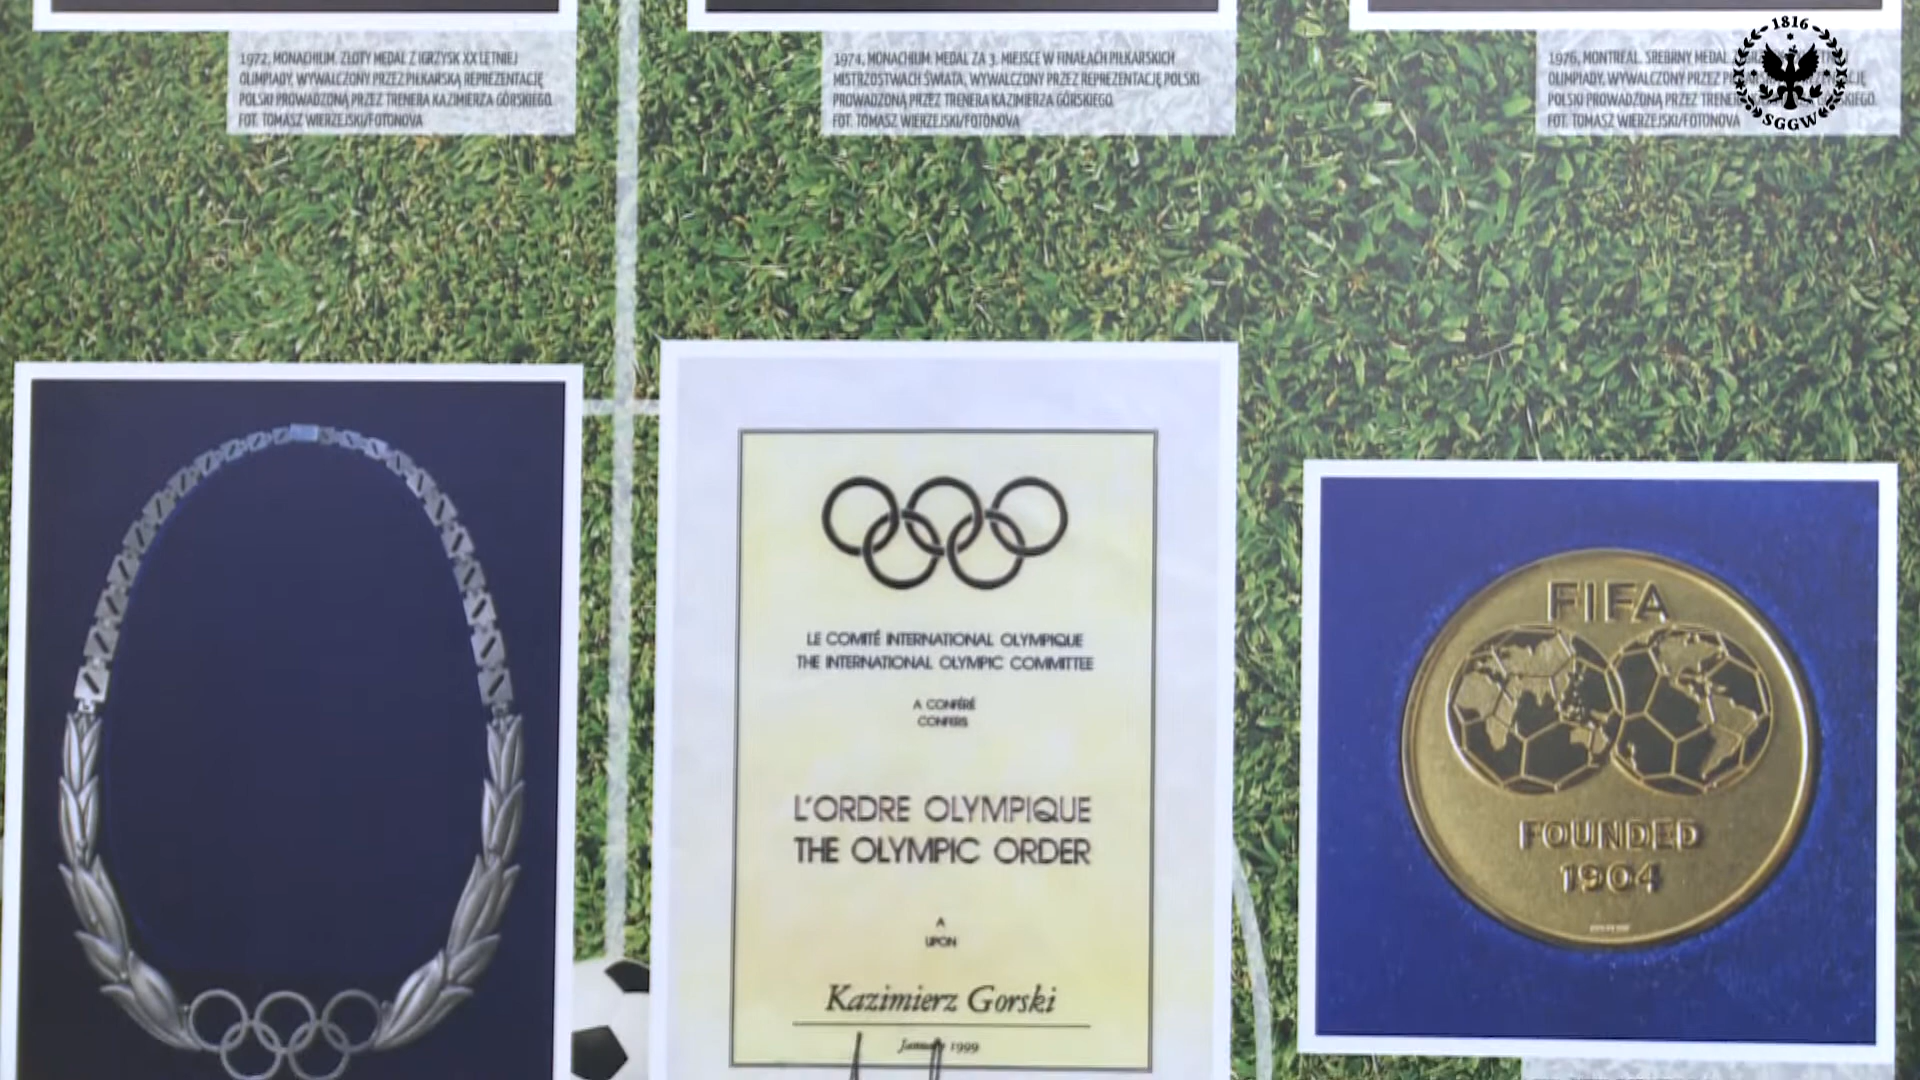 1972, MONACHIUM. ZŁOTY MEDAL Z IGRZYSK XX LETNIEJ
OLIMPIADY, WYWALCZONY PRZEZ PIŁKARSKĄ REPREZENTACJĘ
POLSKI PROWADZONĄ PRZEZ TRENERA KAZIMIERZA GÓRSKIEGO.
FOT. TOMASZ WIERZEJSKI/FOTONOVA
1974, MONACHIUM. MEDAL ZA 3. MIEJSCE W FINAŁACH PIŁKARSKICH
MISTRZOSTWACH ŚWIATA, WYWALCZONY PRZEZ REPREZENTACJĘ POLSKI
PROWADZONĄ PRZEZ TRENERA KAZIMIERZA GÓRSKIEGO.
FOT. TOMASZ WIERZEJSKI/FOTONOVA
1976, MONTREAL. SREBRNY MEDAL
OLIMPIADY, WYWALCZONY PRZEZ
POLSKI PROWADZONĄ PRZEZ
FOT. TOMASZ WIERZEJSKI/FOTONOVA
1816
SGGW
LE COMITÉ INTERNATIONAL OLYMPIQUE
THE INTERNATIONAL OLYMPIC COMMITTEE
A CONFÉRÉ
CONFERS
L'ORDRE OLYMPIQUE
THE OLYMPIC ORDER
A
UPON
Kazimierz Gorski
January 1999
FIFA
FOUNDED
1904